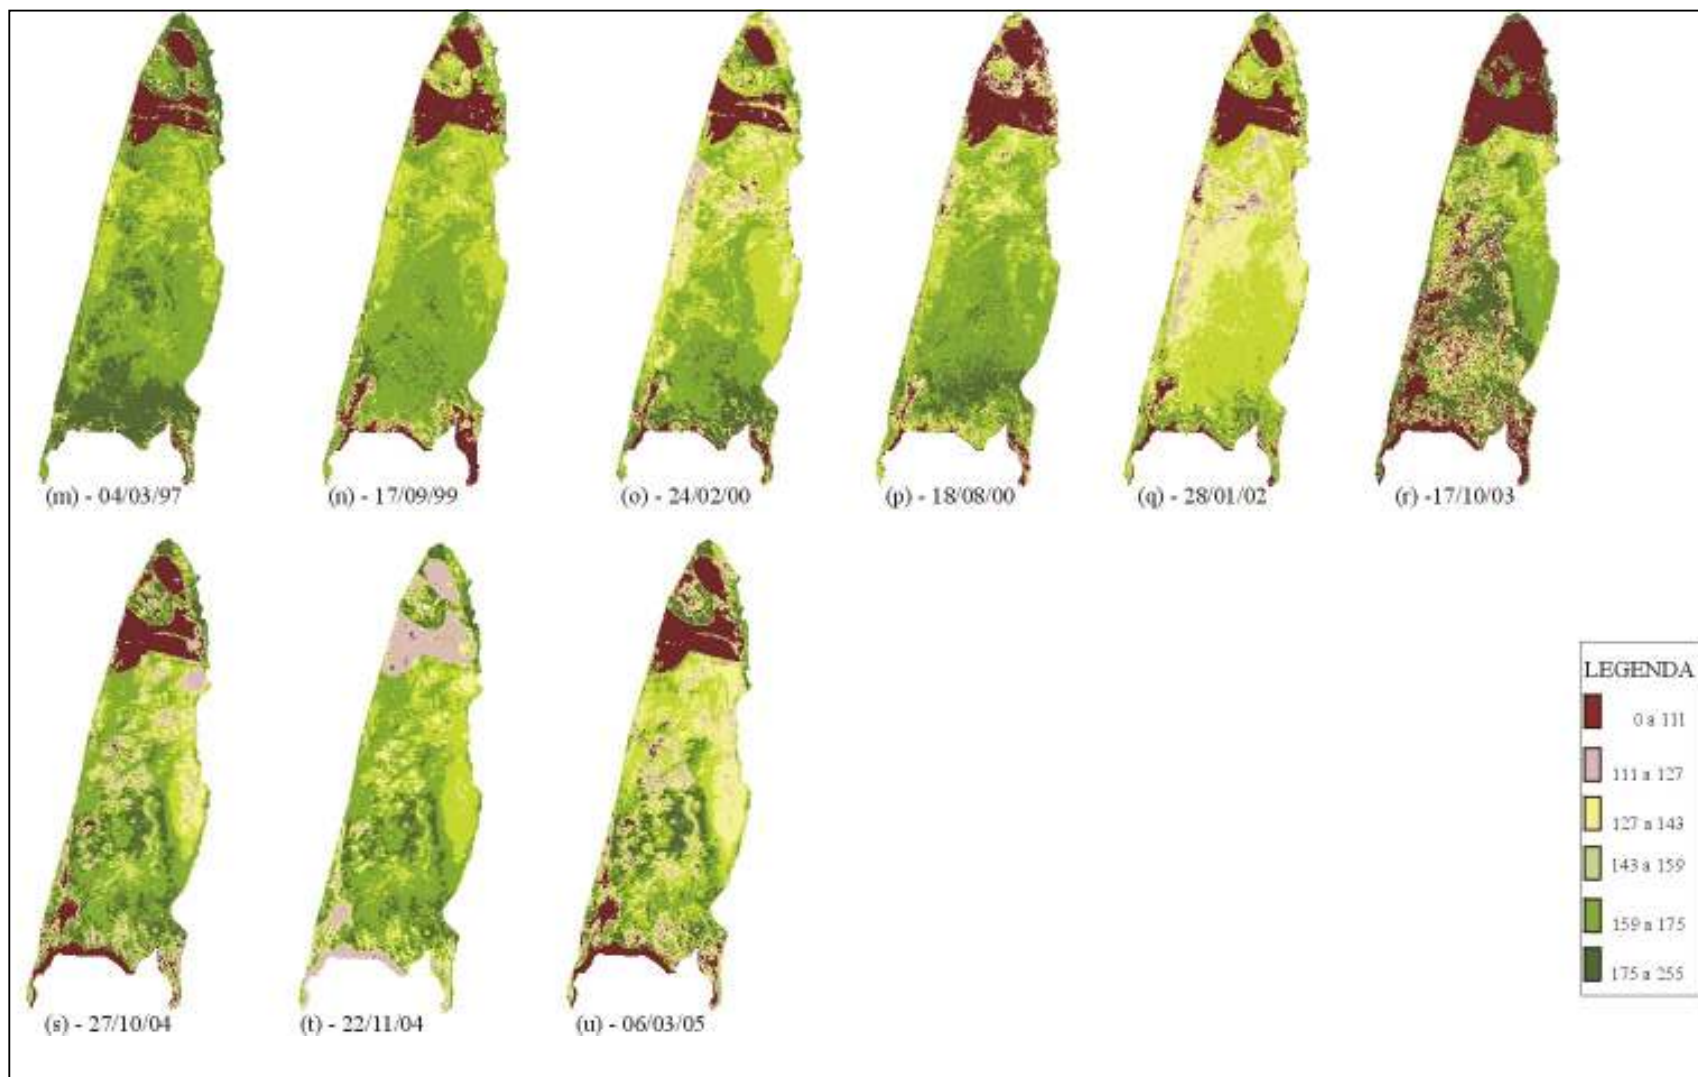 (m) - 04/03/97
(n) - 17/09/99
(o) - 24/02/00
(p) - 18/08/00
(q) - 28/01/02
(r) -17/10/03
(s) - 27/10/04
(t) - 22/11/04
(u) - 06/03/05
LEGENDA
0 a 111
111 a 127
127 a 143
143 a 159
159 a 175
175 a 255